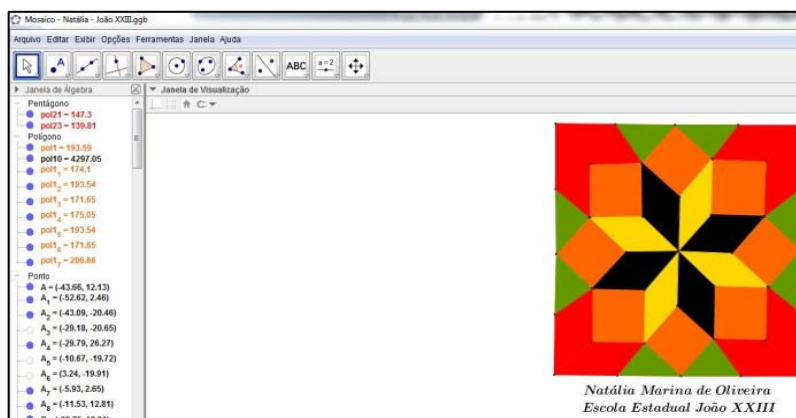 Mosaico - Natália - João XXIII.ggb
Arquivo Editar Exibir Opções Ferramentas Janela Ajuda
A
ABC
a=2
Janela de Álgebra
Janela de Visualização
Pentágono
pol21 = 147.3
pol23 = 139.81
Polígono
pol1 = 193.59
pol10 = 4297.05
pol1₁ = 174.1
pol1₂ = 193.54
pol1₃ = 171.65
pol1₄ = 175.05
pol1₅ = 193.54
pol1₆ = 171.65
pol1₇ = 206.66
Ponto
A = (-43.66, 12.13)
A₁ = (-52.62, 2.46)
A₂ = (-43.09, -20.46)
A₃ = (-29.18, -20.65)
A₄ = (-29.79, 26.27)
A₅ = (-10.67, -19.72)
A₆ = (3.24, -19.91)
A₇ = (-5.93, 2.65)
A₈ = (-11.53, 12.81)
Natália Marina de Oliveira
Escola Estadual João XXIII